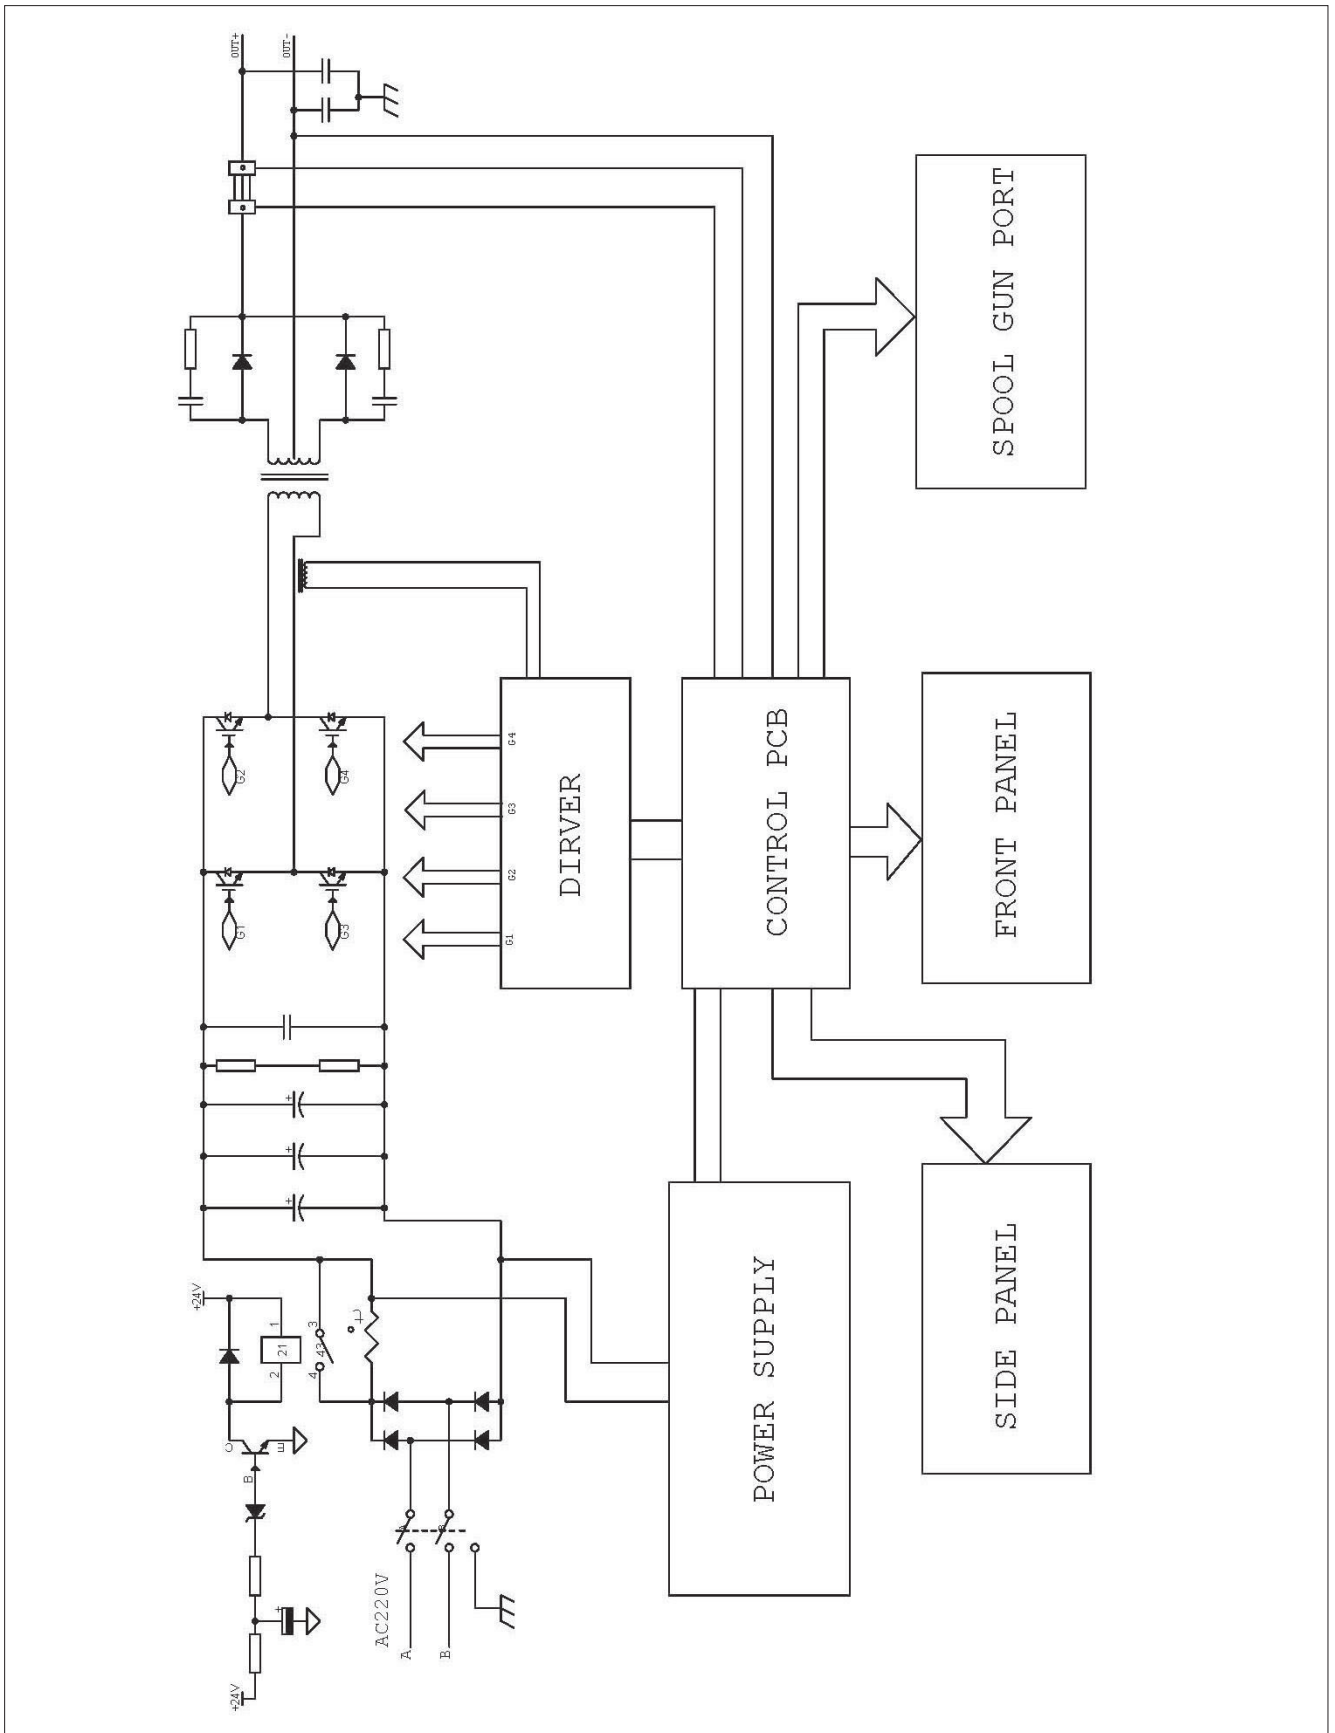 OUT+
OUT-
SPOOL GUN PORT
G2
G4
G4
G3
G2
G1
G1
G3
DIRVER
CONTROL PCB
FRONT PANEL
+
+
+
+24V
1
21
2
3
43
4
C
E
B
+
+24V
AC220V
A
B
POWER SUPPLY
SIDE PANEL